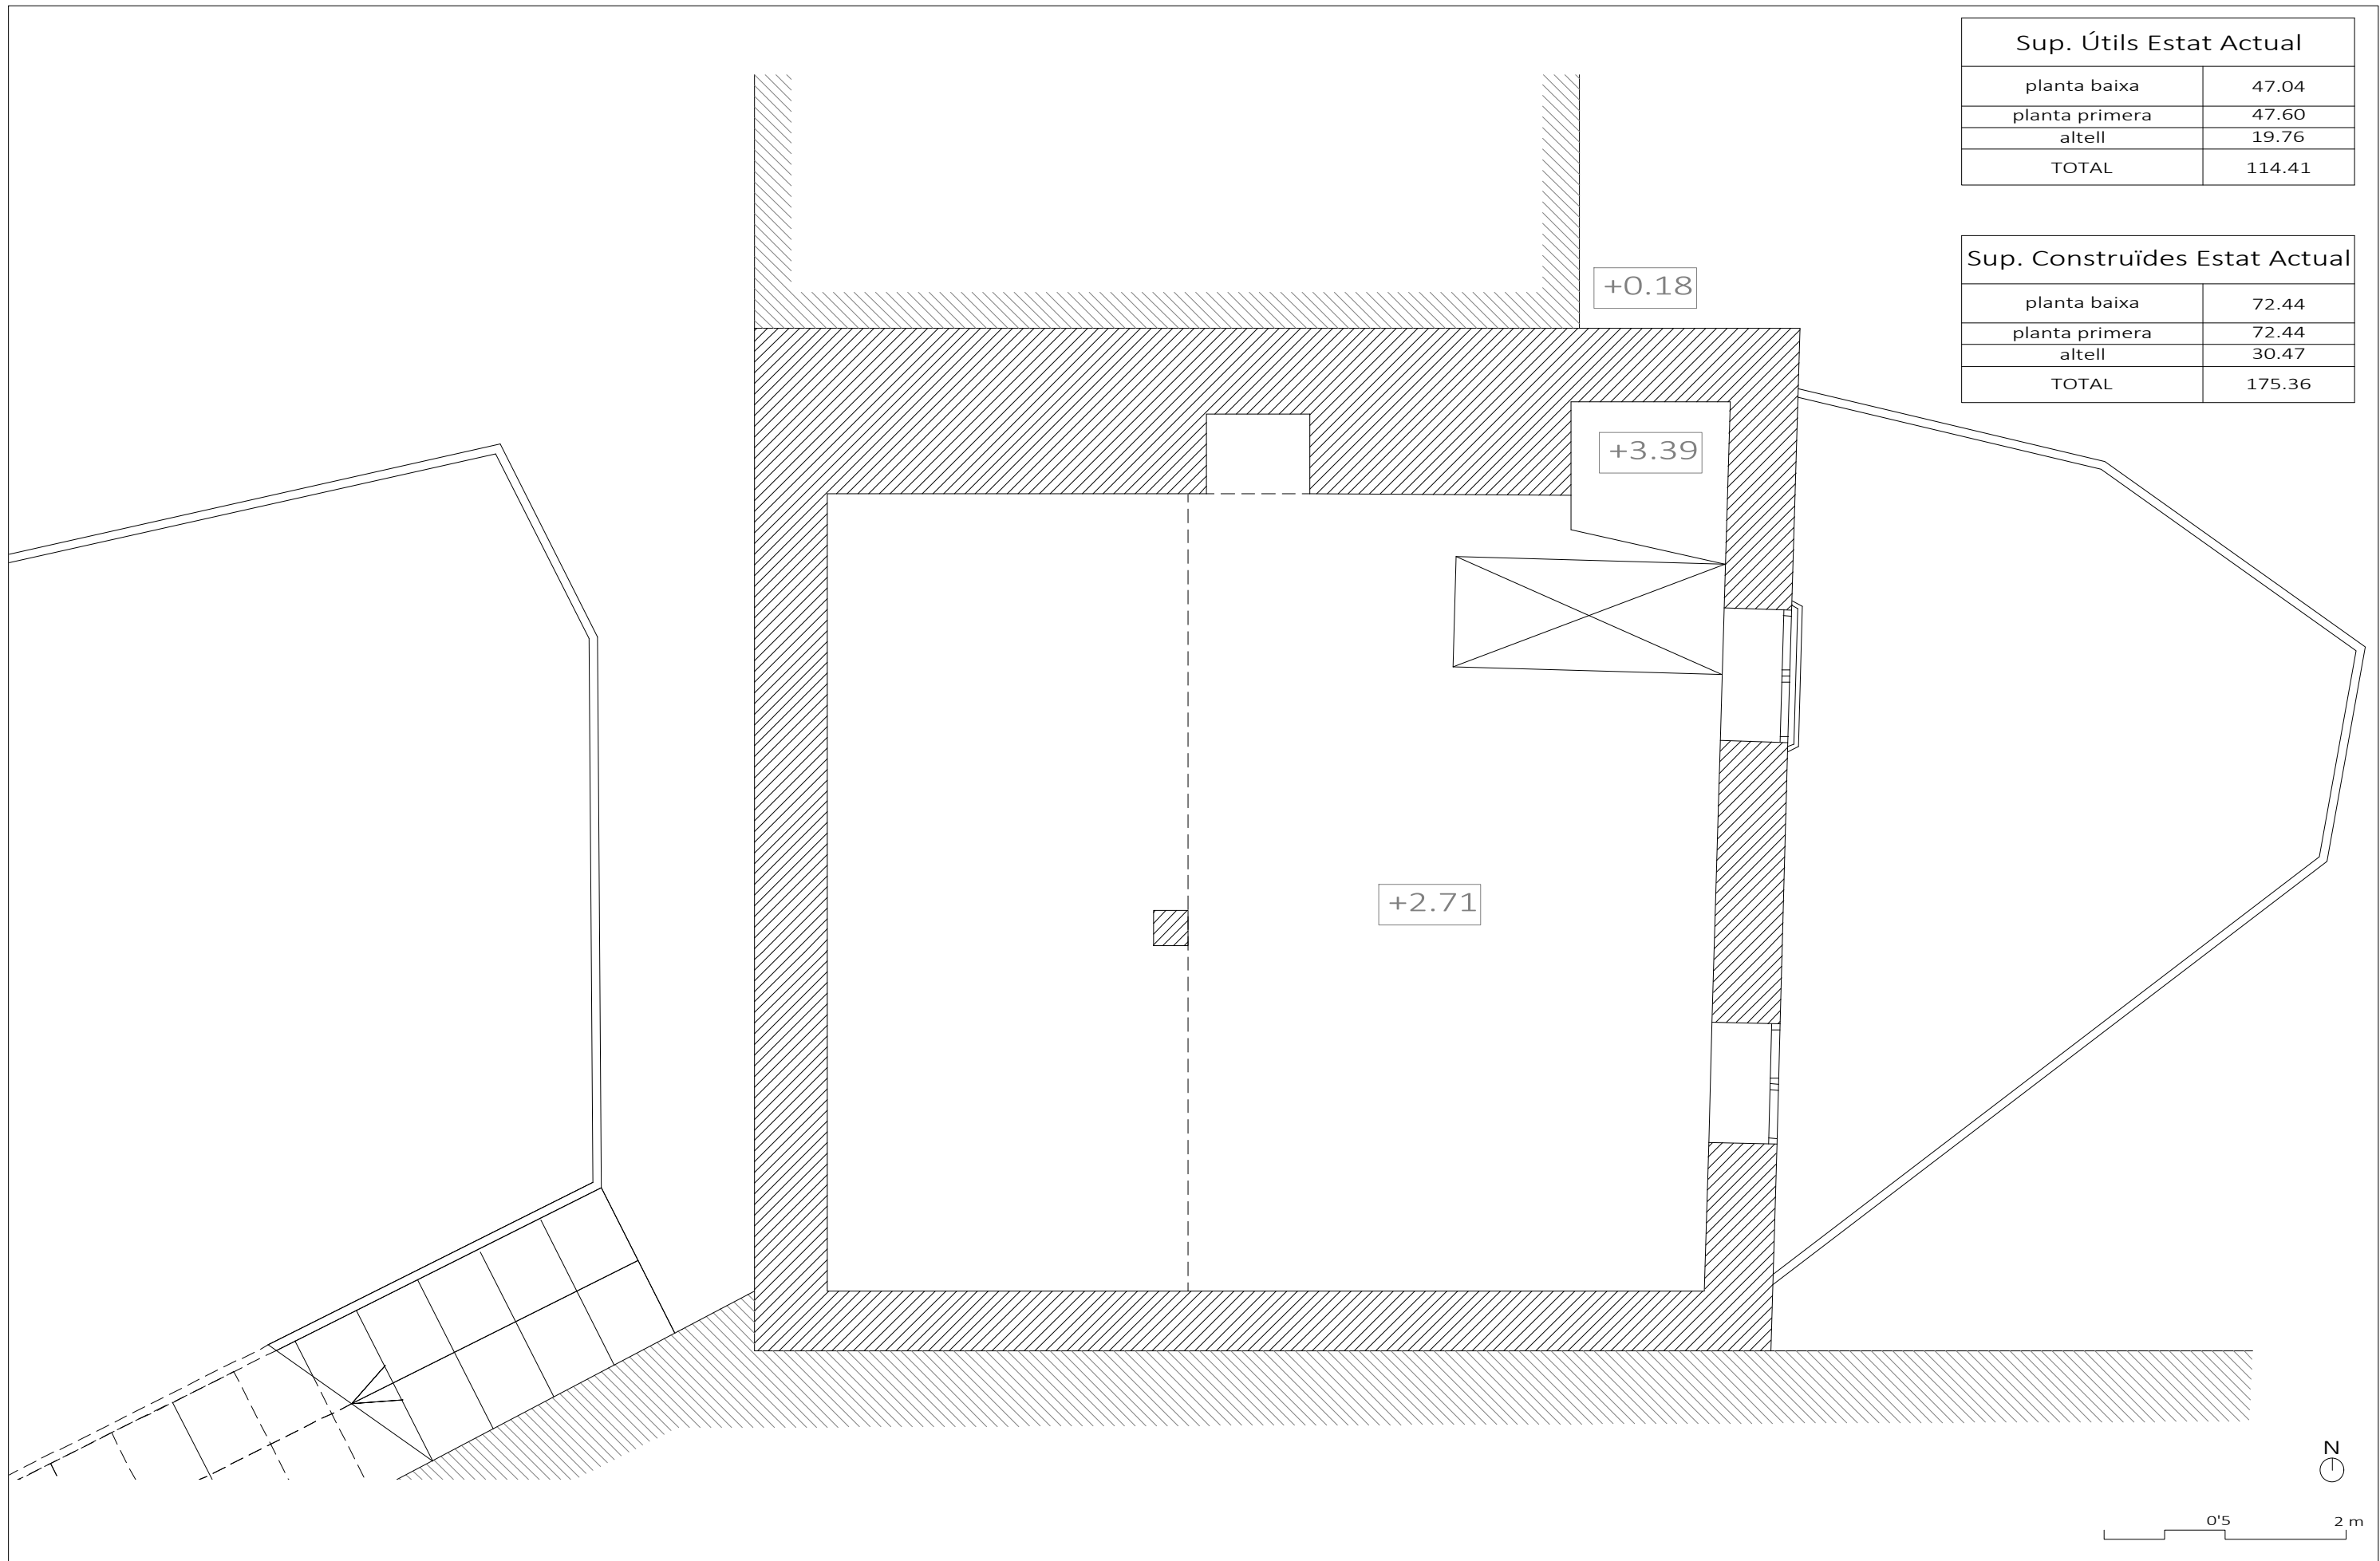 Sup. Útils Estat Actual
planta baixa 47.04
planta primera 47.60
altell 19.76
TOTAL 114.41
Sup. Construïdes Estat Actual
planta baixa 72.44
planta primera 72.44
altell 30.47
TOTAL 175.36
+0.18
+3.39
+2.71
N
0'5 2 m